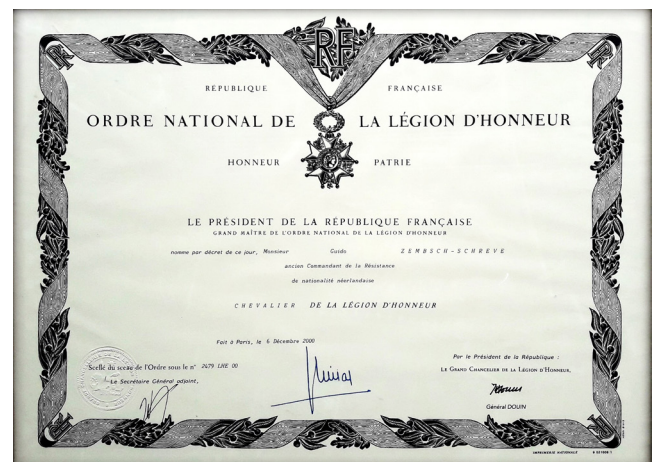 RF
RÉPUBLIQUE FRANÇAISE
ORDRE NATIONAL DE LA LÉGION D'HONNEUR
HONNEUR PATRIE
LE PRÉSIDENT DE LA RÉPUBLIQUE FRANÇAISE
GRAND MAÎTRE DE L'ORDRE NATIONAL DE LA LÉGION D'HONNEUR
nomme par décret de ce jour, Monsieur Guido ZEMBSCH-SCHREVE
ancien Commandant de la Résistance
de nationalité néerlandaise
CHEVALIER DE LA LÉGION D'HONNEUR
Fait à Paris, le 6 Décembre 2000
Scellé du sceau de l'Ordre sous le n° 2479 LHE 00
Le Secrétaire Général adjoint,
Par le Président de la République :
LE GRAND CHANCELIER DE LA LÉGION D'HONNEUR,
Général DOUIN
IMPRIMERIE NATIONALE